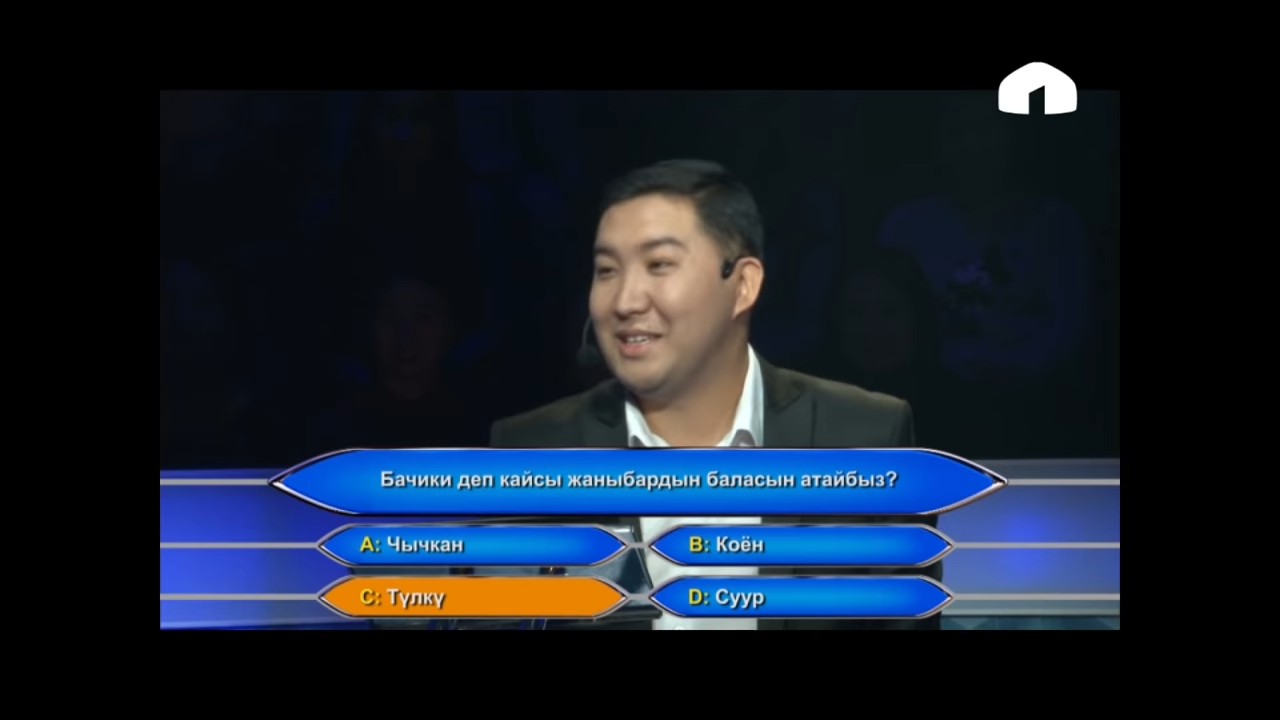 Бачики деп кайсы жаныбардын баласын атайбыз?
A: Чычкан
B: Коён
C: Түлкү
D: Суур